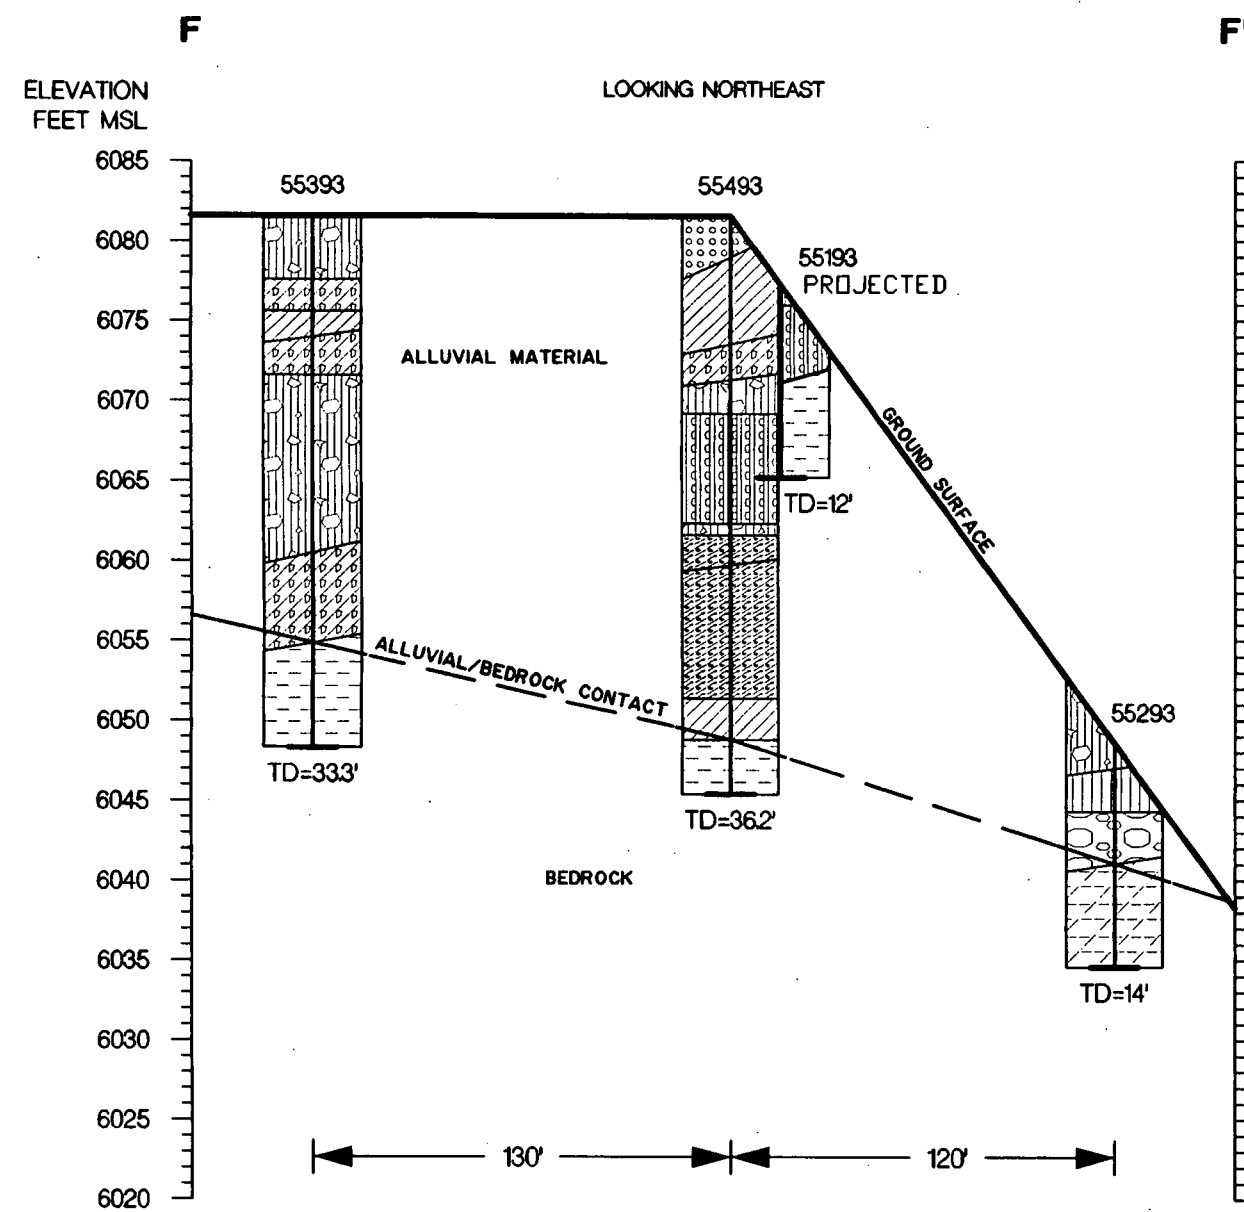 F
F'
ELEVATION
FEET MSL
LOOKING NORTHEAST
6085
55393
55493
6080
55193
PROJECTED
6075
ALLUVIAL MATERIAL
6070
GROUND SURFACE
6065
TD=12'
6060
6055
ALLUVIAL/BEDROCK CONTACT
6050
55293
TD=33.3'
6045
TD=36.2'
6040
BEDROCK
6035
TD=14'
6030
6025
130'
120'
6020